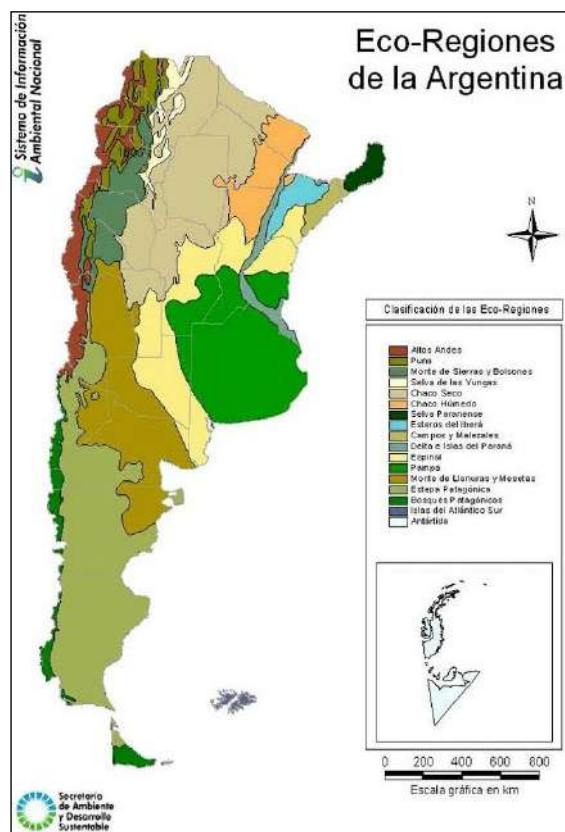 Sistema de Información
Ambiental Nacional
Eco-Regiones
de la Argentina
N
Clasificación de las Eco-Regiones
Altos Andes
Puna
Monte de Sierras y Bolsones
Selva de las Yungas
Chaco Seco
Chaco Húmedo
Selva Paranense
Esteros del Iberá
Campos y Malezales
Delta e Islas del Paraná
Espinal
Pampa
Monte de Llanuras y Mesetas
Estepa Patagónica
Bosques Patagónicos
Islas del Atlántico Sur
Antártida
0 200 400 600 800
Escala gráfica en km
Secretaría
de Ambiente
y Desarrollo
Sustentable